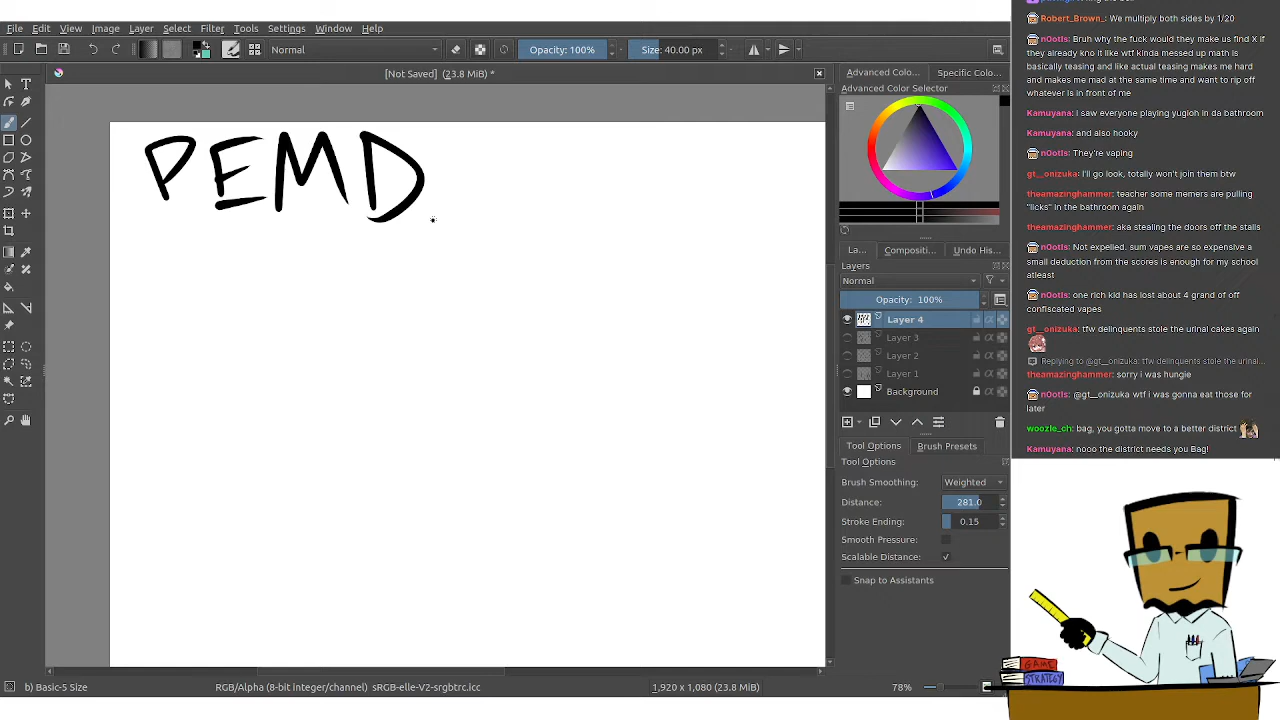 File Edit View Image Layer Select Filter Tools Settings Window Help
Normal Opacity: 100% Size: 40.00 px
[Not Saved] (23.8 MiB) *
PEMD
Advanced Colo... Specific Colo...
Advanced Color Selector
La... Compositi... Undo His...
Layers
Normal
Opacity: 100%
Layer 4
Layer 3
Layer 2
Layer 1
Background
Tool Options Brush Presets
Tool Options
Brush Smoothing: Weighted
Distance: 281.0
Stroke Ending: 0.15
Smooth Pressure:
Scalable Distance:
Snap to Assistants
b) Basic-5 Size RGB/Alpha (8-bit integer/channel) sRGB-elle-V2-srgbtrc.icc 1,920 x 1,080 (23.8 MiB) 78%
Robert_Brown_: We multiply both sides by 1/20
n0otls: Bruh why the fuck would they make us find X if
they already kno it like wtf kinda messed up math is
basically teasing and like actual teasing makes me hard
and makes me mad at the same time and want to rip off
whatever is in front of me
Kamuyana: I saw everyone playing yugioh in da bathroom
Kamuyana: and also hooky
n0otls: They're vaping
gt__onizuka: I'll go look, totally won't join them btw
theamazinghammer: teacher some memers are pulling
"licks" in the bathroom again
theamazinghammer: aka stealing the doors off the stalls
n0otls: Not expelled. sum vapes are so expensive a
small deduction from the scores is enough for my school
atleast
n0otls: one rich kid has lost about 4 grand of off
confiscated vapes
gt__onizuka: tfw delinquents stole the urinal cakes again
Replying to @gt__onizuka: tfw delinquents stole the urinal...
theamazinghammer: sorry i was hungie
n0otls: @gt__onizuka wtf i was gonna eat those for
later
woozle_ch: bag, you gotta move to a better district
Kamuyana: nooo the district needs you Bag!
GAME
STRATEGY